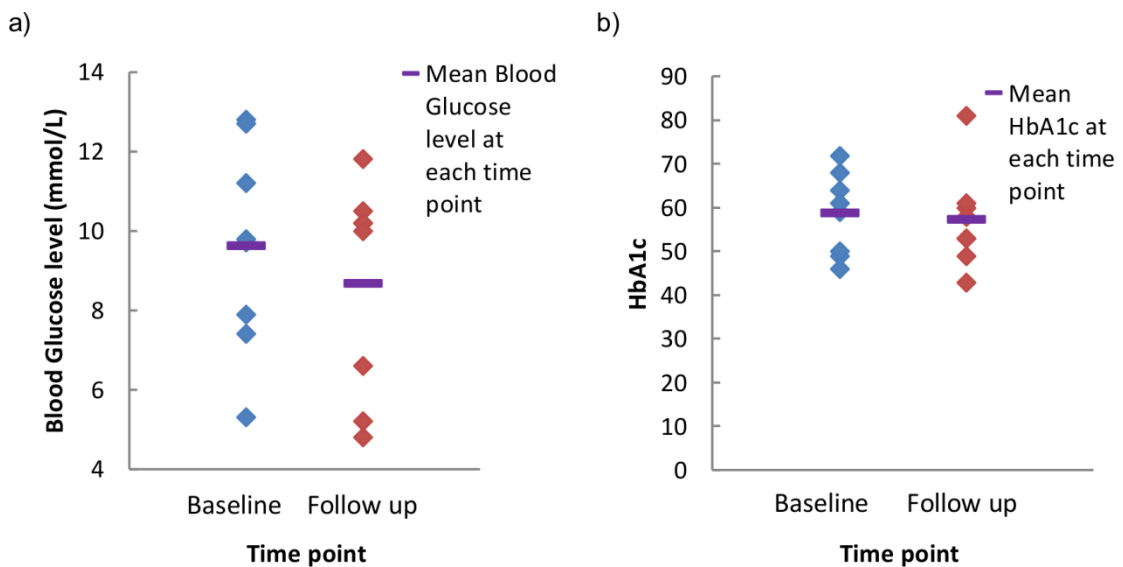 a)
Blood Glucose level (mmol/L)
14
12
10
8
6
4
Mean Blood
Glucose
level at
each time
point
Baseline
Follow up
Time point
b)
HbA1c
90
80
70
60
50
40
30
20
10
0
Mean
HbA1c at
each time
point
Baseline
Follow up
Time point